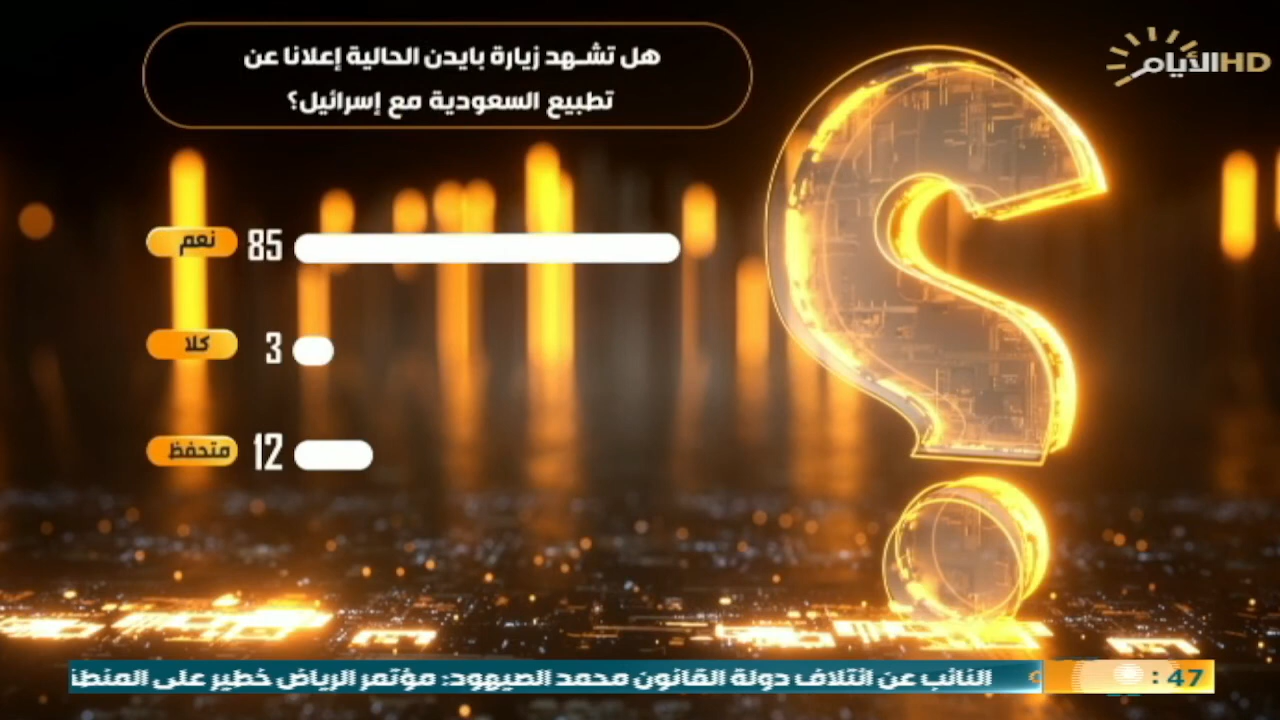 هل تشهد زيارة بايدن الحالية إعلانا عن
تطبيع السعودية مع إسرائيل؟
الأيام HD
نعم 85
كلا 3
متحفظ 12
النائب عن ائتلاف دولة القانون محمد الصيهود: مؤتمر الرياض خطير على
47 :